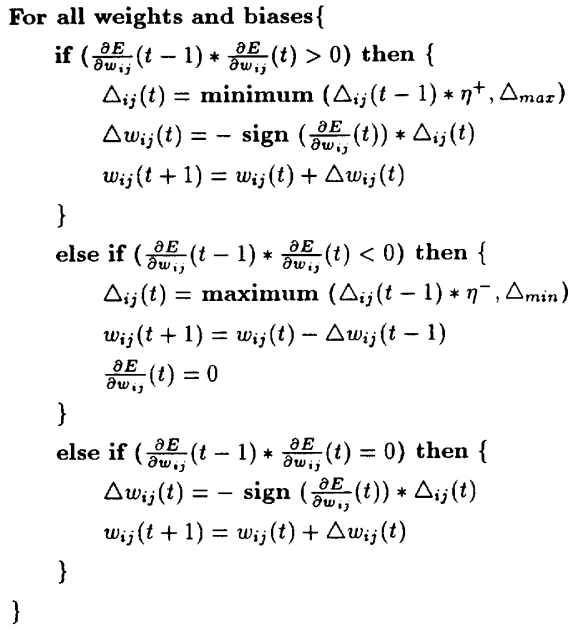 For all weights and biases{
if (∂E/∂w_ij (t − 1) * ∂E/∂w_ij (t) > 0) then {
△_ij(t) = minimum (△_ij(t − 1) * η⁺, △_max)
△w_ij(t) = − sign (∂E/∂w_ij (t)) * △_ij(t)
w_ij(t + 1) = w_ij(t) + △w_ij(t)
}
else if (∂E/∂w_ij (t − 1) * ∂E/∂w_ij (t) < 0) then {
△_ij(t) = maximum (△_ij(t − 1) * η⁻, △_min)
w_ij(t + 1) = w_ij(t) − △w_ij(t − 1)
∂E/∂w_ij (t) = 0
}
else if (∂E/∂w_ij (t − 1) * ∂E/∂w_ij (t) = 0) then {
△w_ij(t) = − sign (∂E/∂w_ij (t)) * △_ij(t)
w_ij(t + 1) = w_ij(t) + △w_ij(t)
}
}